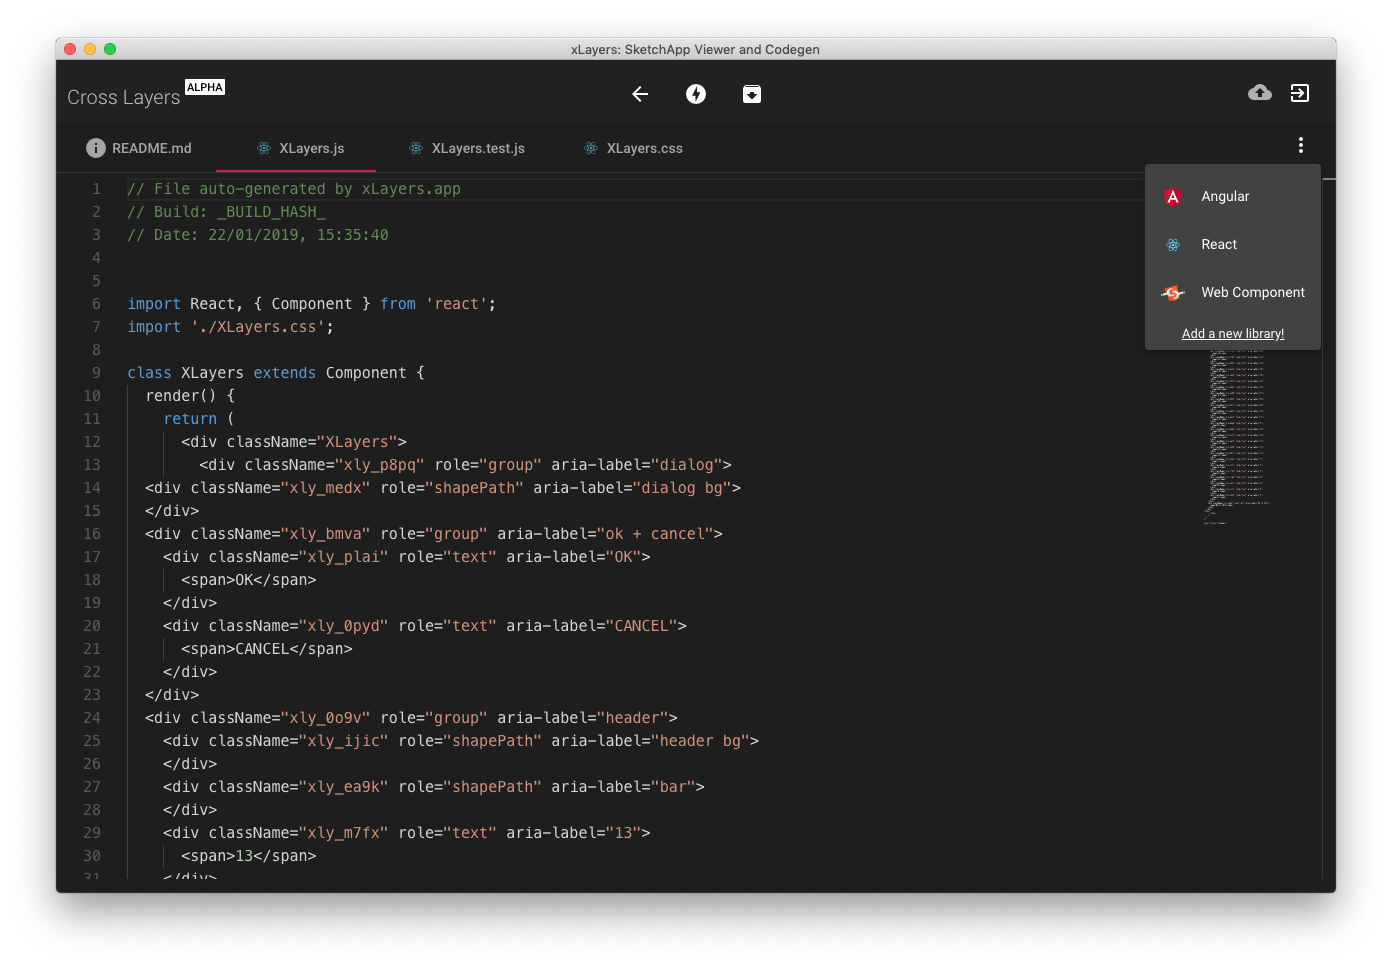 xLayers: SketchApp Viewer and Codegen
Cross Layers ALPHA
README.md XLayers.js XLayers.test.js XLayers.css
Angular
React
Web Component
Add a new library!
1 // File auto-generated by xLayers.app
2 // Build: _BUILD_HASH_
3 // Date: 22/01/2019, 15:35:40
4
5
6 import React, { Component } from 'react';
7 import './XLayers.css';
8
9 class XLayers extends Component {
10 render() {
11 return (
12 <div className="XLayers">
13 <div className="xly_p8pq" role="group" aria-label="dialog">
14 <div className="xly_medx" role="shapePath" aria-label="dialog bg">
15 </div>
16 <div className="xly_bmva" role="group" aria-label="ok + cancel">
17 <div className="xly_plai" role="text" aria-label="OK">
18 <span>OK</span>
19 </div>
20 <div className="xly_0pyd" role="text" aria-label="CANCEL">
21 <span>CANCEL</span>
22 </div>
23 </div>
24 <div className="xly_0o9v" role="group" aria-label="header">
25 <div className="xly_ijic" role="shapePath" aria-label="header bg">
26 </div>
27 <div className="xly_ea9k" role="shapePath" aria-label="bar">
28 </div>
29 <div className="xly_m7fx" role="text" aria-label="13">
30 <span>13</span>
31 </div>